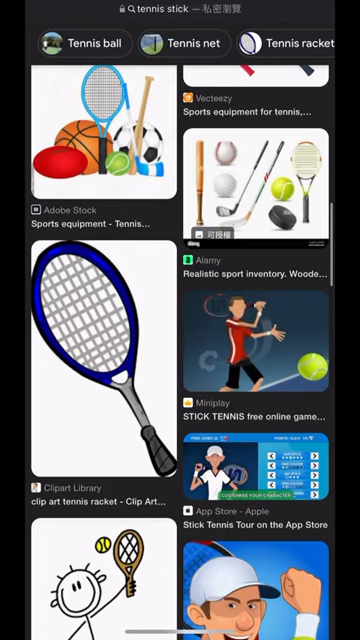 tennis stick — 私密瀏覽
Tennis ball
Tennis net
Tennis racket
Vecteezy
Sports equipment for tennis,...
Adobe Stock
Sports equipment - Tennis...
可授權
alamy
Alamy
Realistic sport inventory. Woode...
Miniplay
STICK TENNIS free online game...
Clipart Library
clip art tennis racket - Clip Art...
CUSTOMISE YOUR CHARACTER
App Store - Apple
Stick Tennis Tour on the App Store